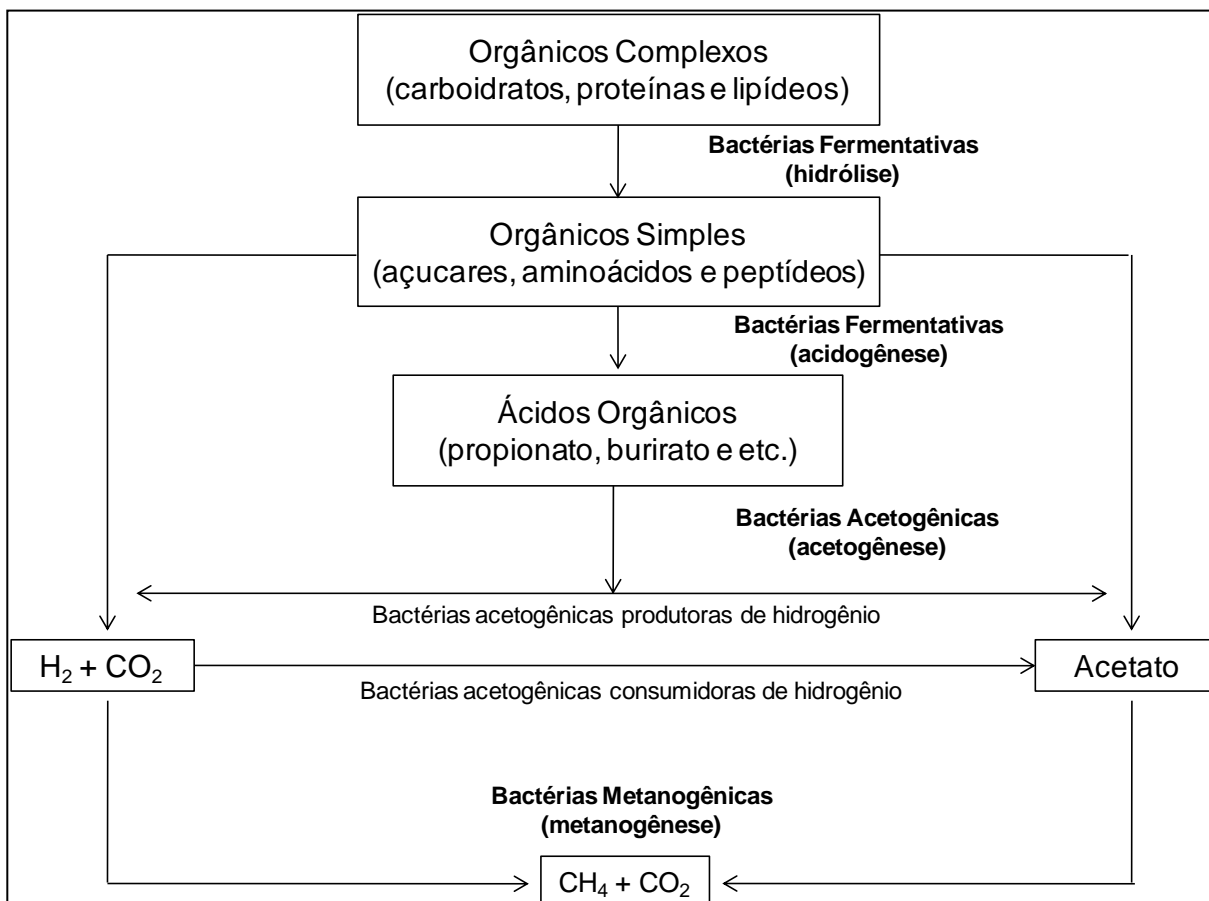 Orgânicos Complexos
(carboidratos, proteínas e lipídeos)
Bactérias Fermentativas
(hidrólise)
Orgânicos Simples
(açucares, aminoácidos e peptídeos)
Bactérias Fermentativas
(acidogênese)
Ácidos Orgânicos
(propionato, burirato e etc.)
Bactérias Acetogênicas
(acetogênese)
Bactérias acetogênicas produtoras de hidrogênio
H₂ + CO₂
Acetato
Bactérias acetogênicas consumidoras de hidrogênio
Bactérias Metanogênicas
(metanogênese)
CH₄ + CO₂